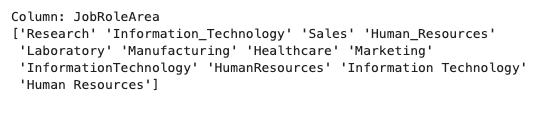 Column: JobRoleArea
['Research' 'Information_Technology' 'Sales' 'Human_Resources'
 'Laboratory' 'Manufacturing' 'Healthcare' 'Marketing'
 'InformationTechnology' 'HumanResources' 'Information Technology'
 'Human Resources']